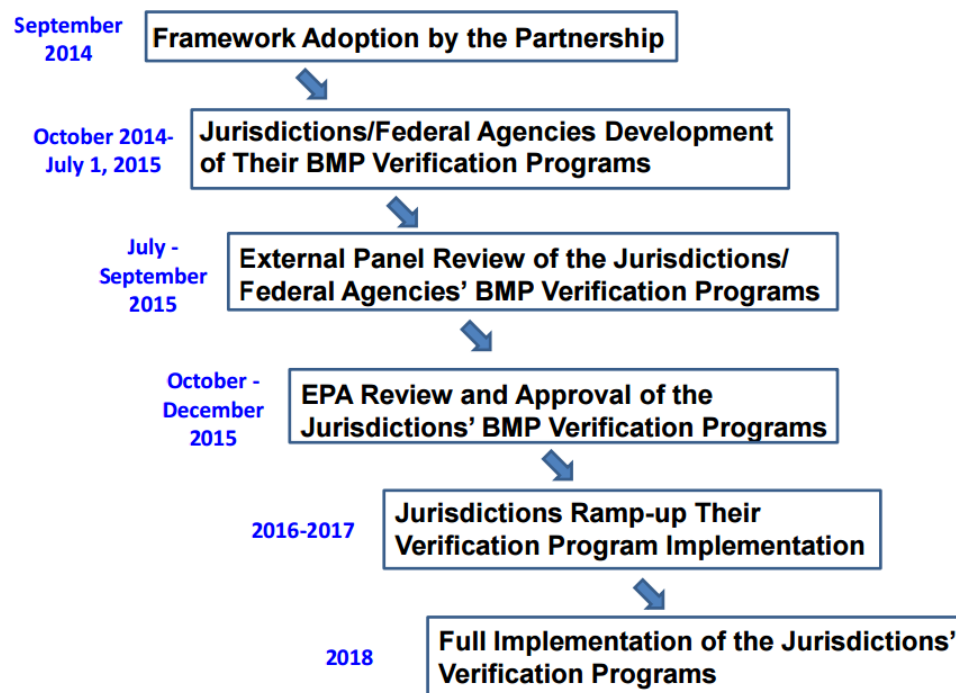 September
2014
Framework Adoption by the Partnership
October 2014-
July 1, 2015
Jurisdictions/Federal Agencies Development
of Their BMP Verification Programs
July -
September
2015
External Panel Review of the Jurisdictions/
Federal Agencies’ BMP Verification Programs
October -
December
2015
EPA Review and Approval of the
Jurisdictions’ BMP Verification Programs
2016-2017
Jurisdictions Ramp-up Their
Verification Program Implementation
2018
Full Implementation of the Jurisdictions’
Verification Programs